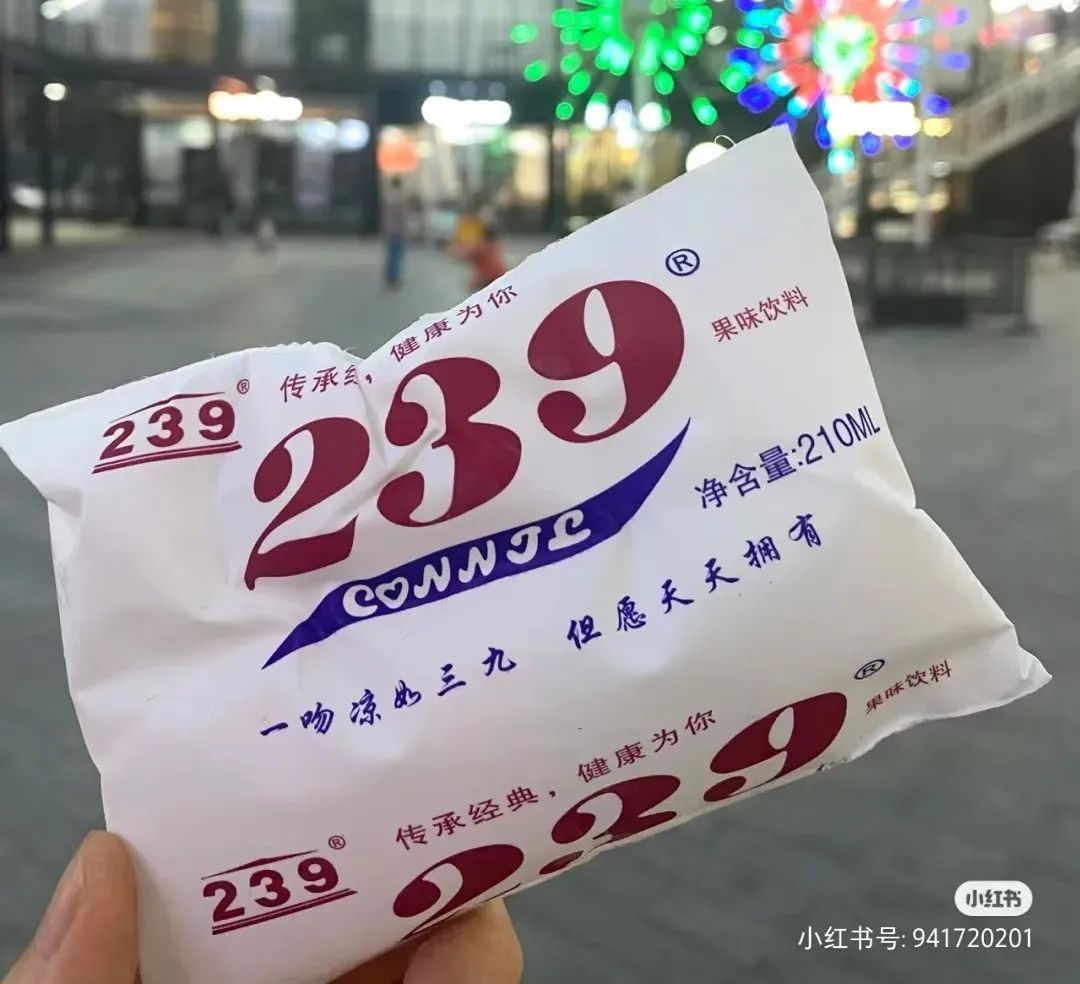 239®
传承经, 健康为你
239®
果味饮料
CONNIL
净含量:210ML
一吻凉如三九 但愿天天拥有
239®
传承经典, 健康为你
239®
果味饮料
小红书
小红书号: 941720201